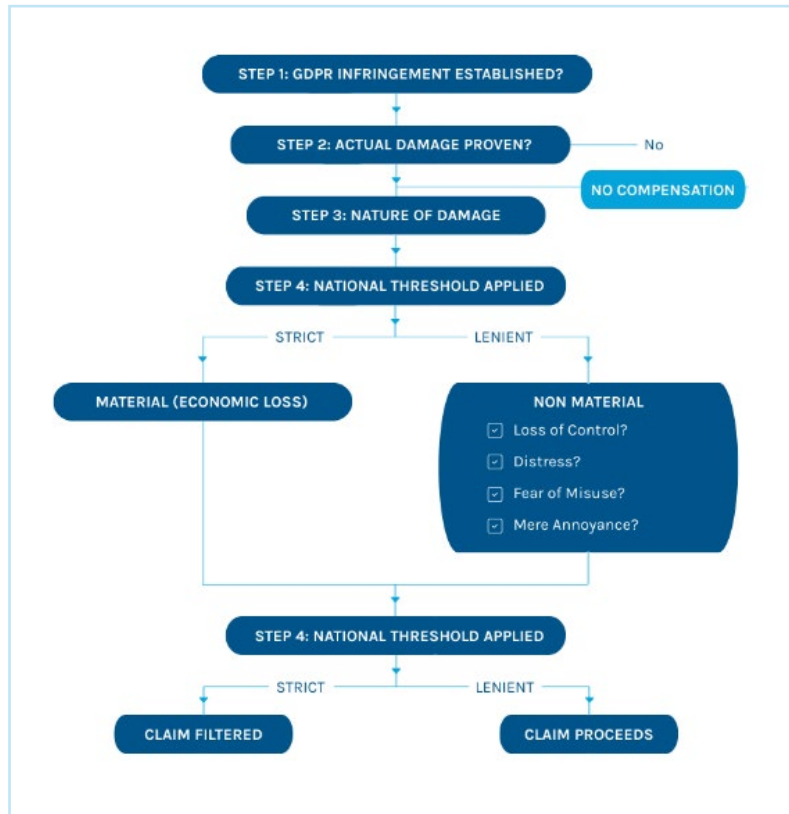 STEP 1: GDPR INFRINGEMENT ESTABLISHED?
STEP 2: ACTUAL DAMAGE PROVEN?
No
NO COMPENSATION
STEP 3: NATURE OF DAMAGE
STEP 4: NATIONAL THRESHOLD APPLIED
STRICT
LENIENT
MATERIAL (ECONOMIC LOSS)
NON MATERIAL
Loss of Control?
Distress?
Fear of Misuse?
Mere Annoyance?
STEP 4: NATIONAL THRESHOLD APPLIED
STRICT
LENIENT
CLAIM FILTERED
CLAIM PROCEEDS